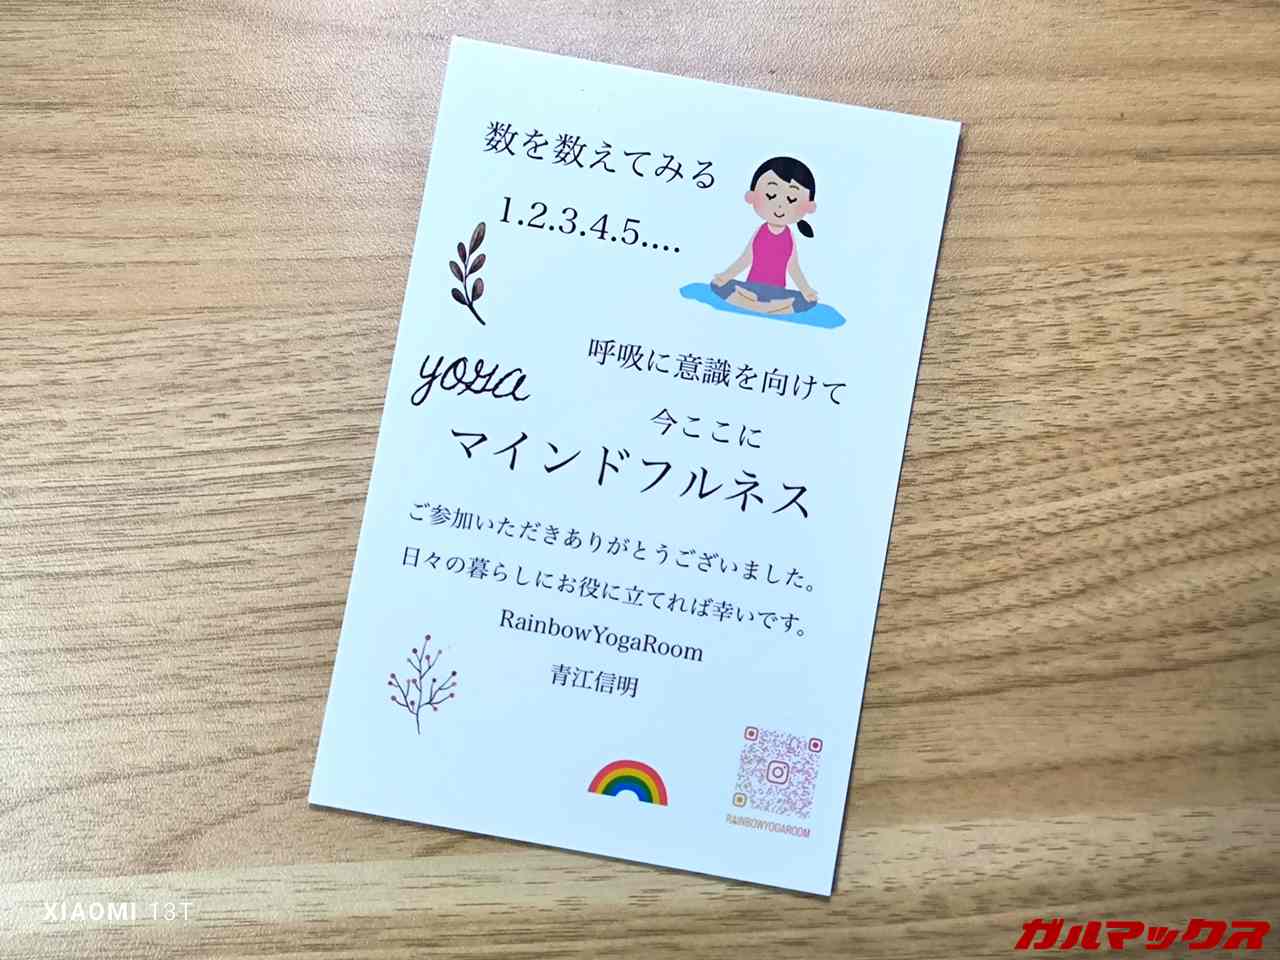 数を数えてみる
1.2.3.4.5....
呼吸に意識を向けて
yoga
今ここに
マインドフルネス
ご参加いただきありがとうございました。
日々の暮らしにお役に立てれば幸いです。
RainbowYogaRoom
青江信明
RAINBOWYOGAROOM
XIAOMI 13T
ガルマックス